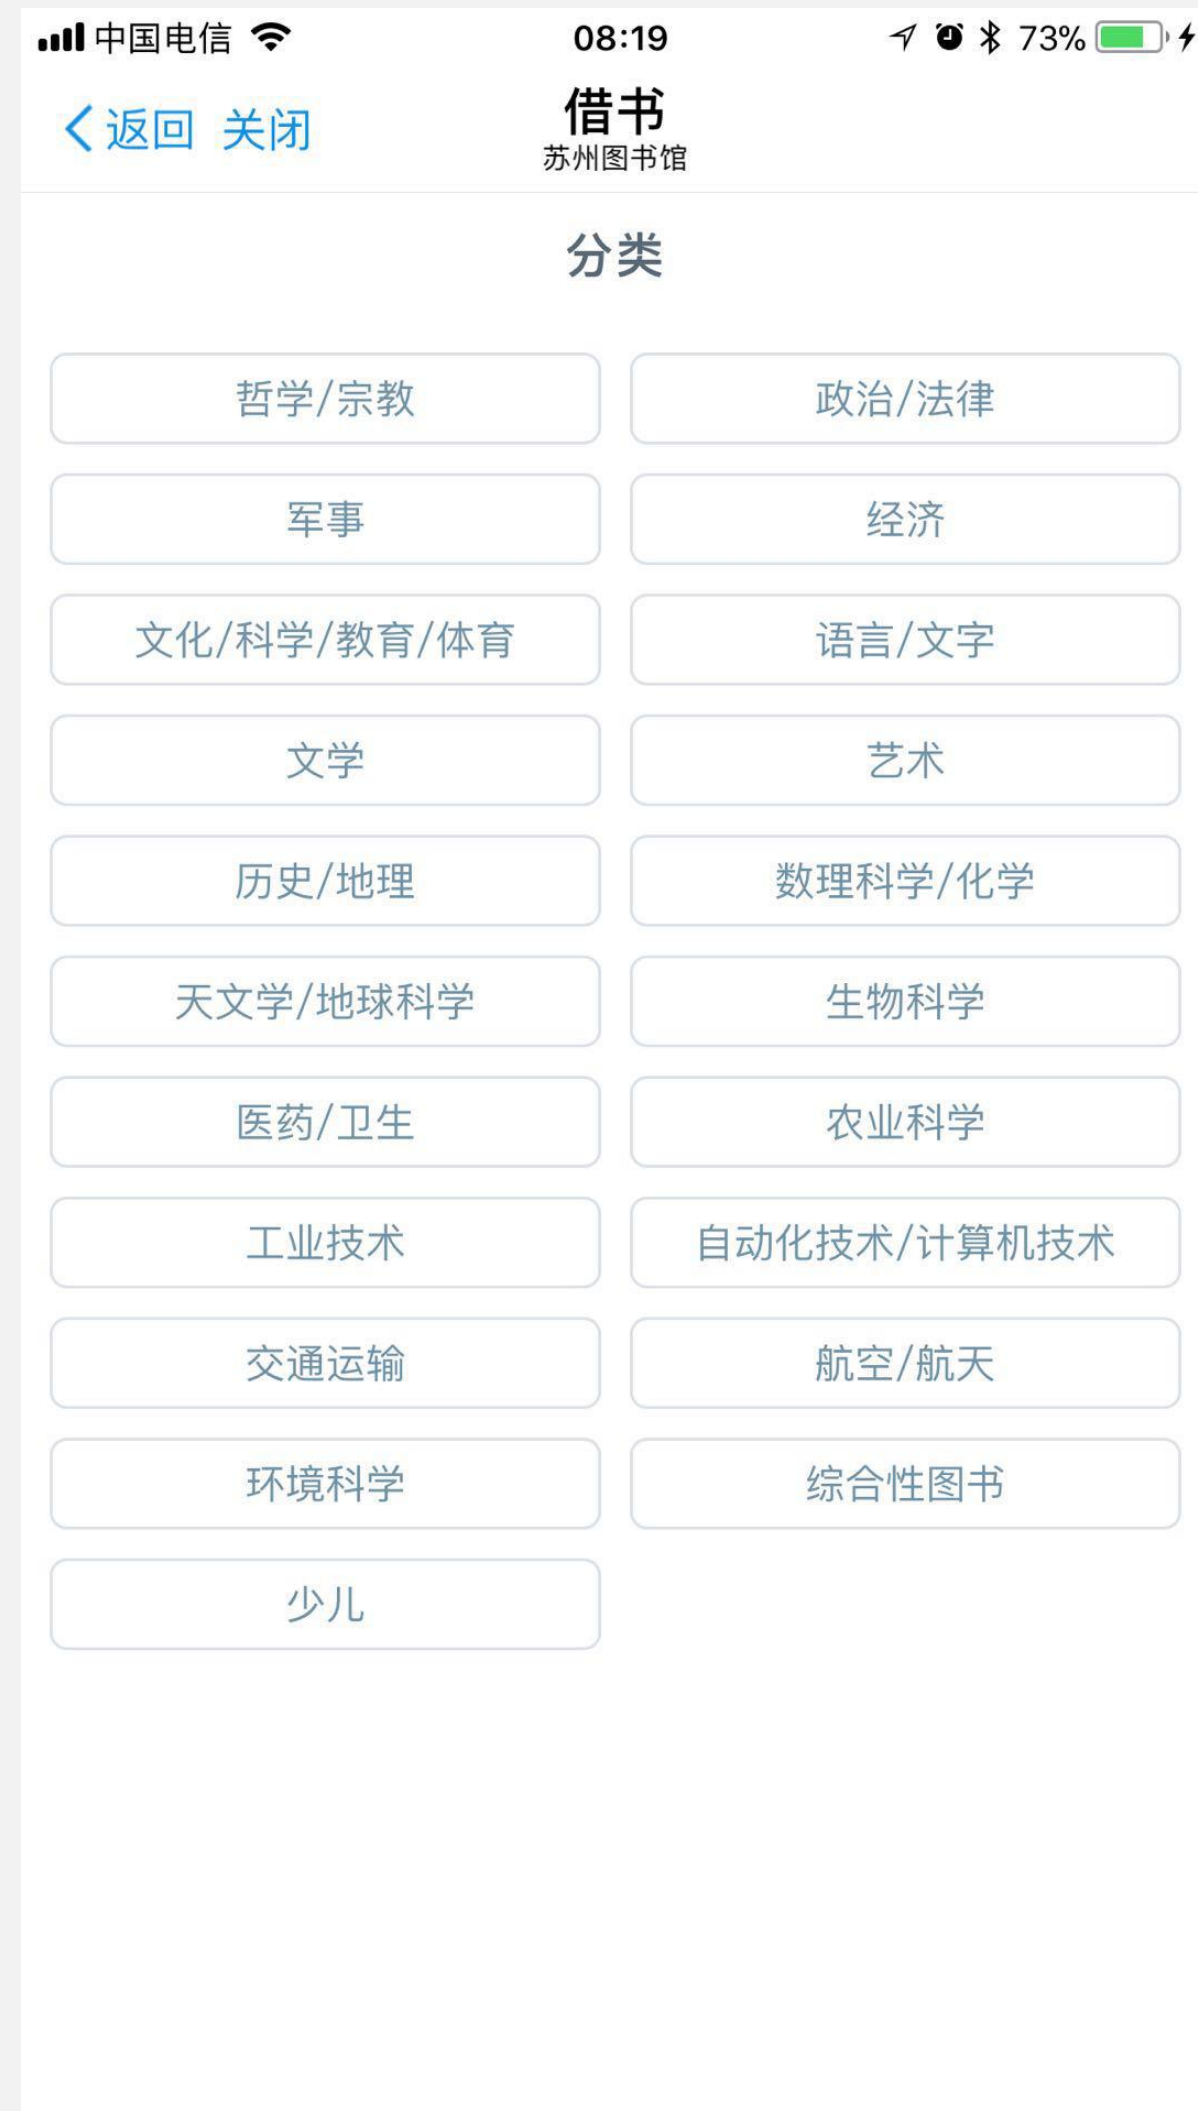 中国电信 08:19 73%
返回 关闭 借书
苏州图书馆
分类
哲学/宗教 政治/法律
军事 经济
文化/科学/教育/体育 语言/文字
文学 艺术
历史/地理 数理科学/化学
天文学/地球科学 生物科学
医药/卫生 农业科学
工业技术 自动化技术/计算机技术
交通运输 航空/航天
环境科学 综合性图书
少儿